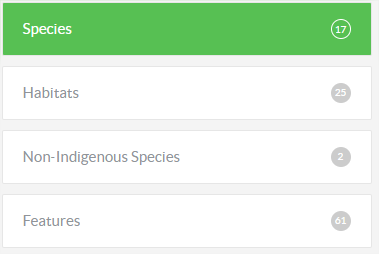 Species 17
Habitats 25
Non-Indigenous Species 2
Features 61